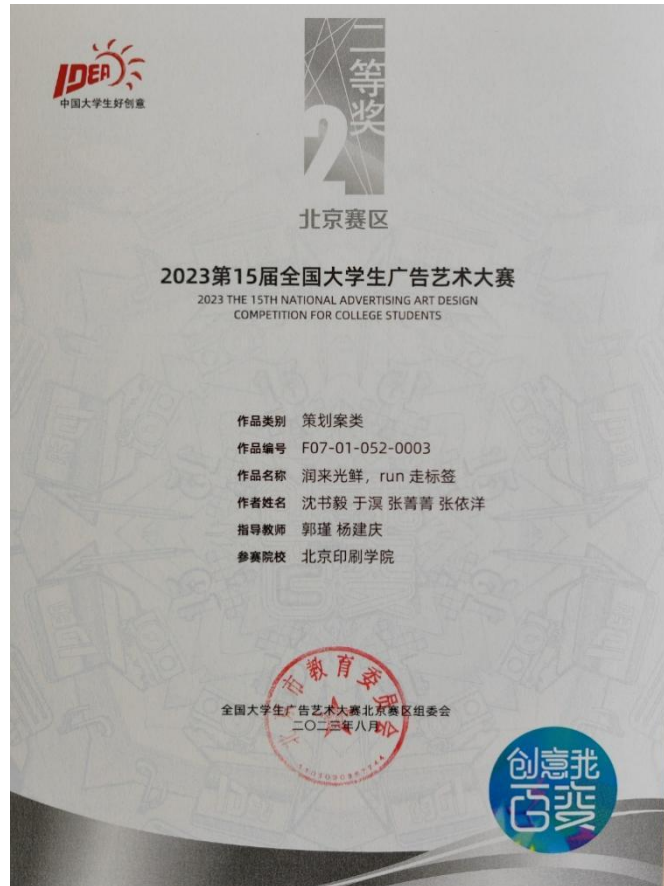 IDEA
中国大学生好创意
二等奖
2
北京赛区
2023第15届全国大学生广告艺术大赛
2023 THE 15TH NATIONAL ADVERTISING ART DESIGN
COMPETITION FOR COLLEGE STUDENTS
作品类别 策划案类
作品编号 F07-01-052-0003
作品名称 润来光鲜，run 走标签
作者姓名 沈书毅 于溟 张菁菁 张依洋
指导教师 郭瑾 杨建庆
参赛院校 北京印刷学院
北京市教育委员会
全国大学生广告艺术大赛北京赛区组委会
二〇二三年八月
创意我
百变